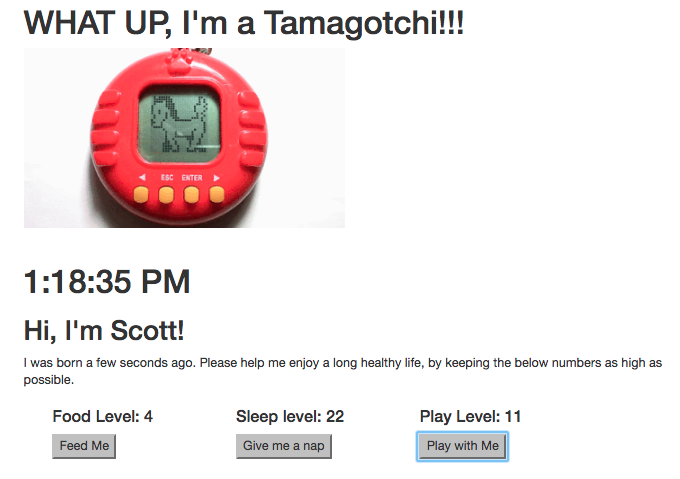 WHAT UP, I'm a Tamagotchi!!!
ESC ENTER
1:18:35 PM
Hi, I'm Scott!
I was born a few seconds ago. Please help me enjoy a long healthy life, by keeping the below numbers as high as
possible.
Food Level: 4 Sleep level: 22 Play Level: 11
Feed Me Give me a nap Play with Me